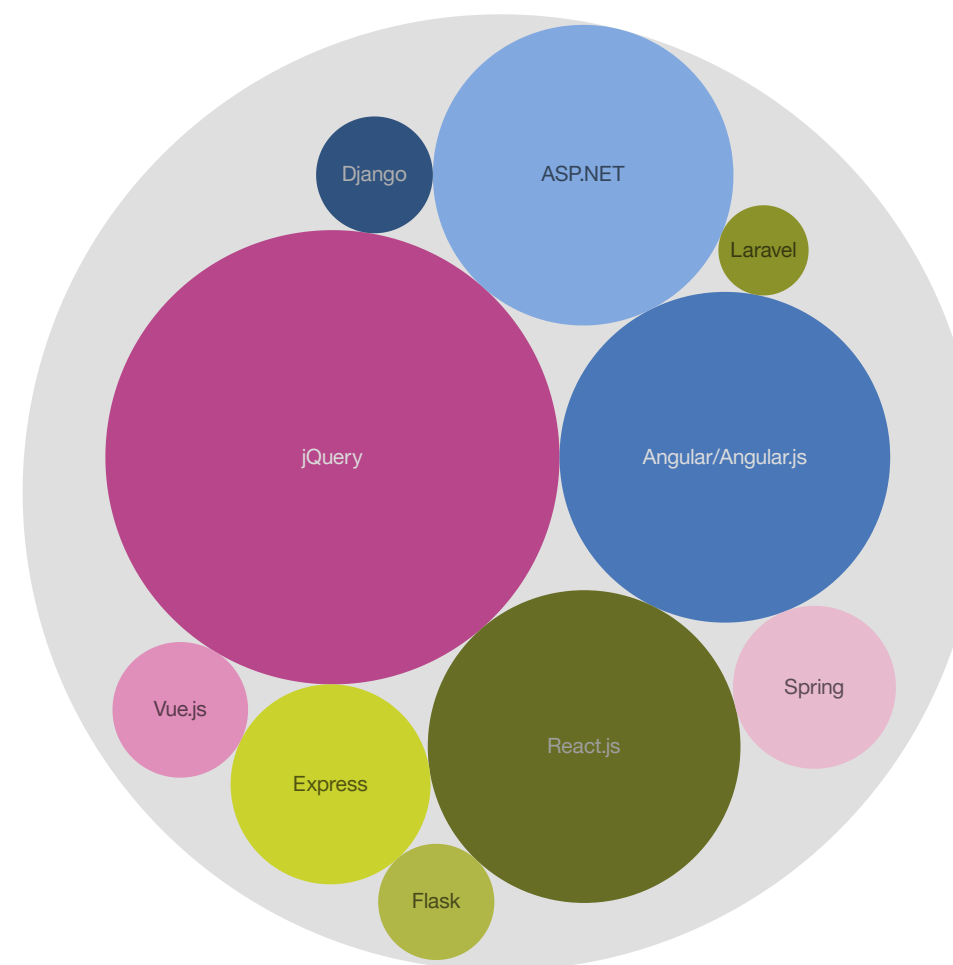 Django
ASP.NET
Laravel
jQuery
Angular/Angular.js
Spring
Vue.js
React.js
Express
Flask